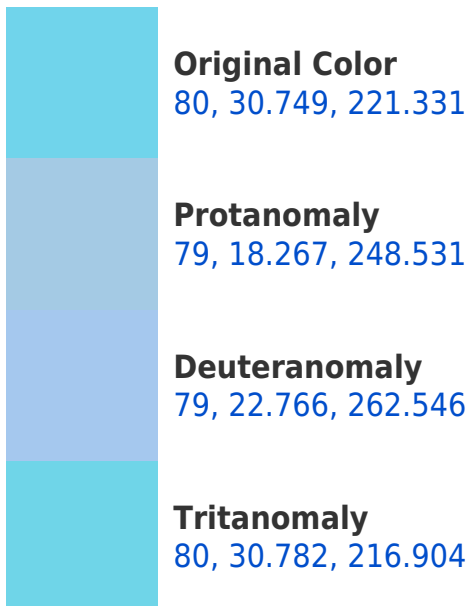 Original Color
80, 30.749, 221.331
Protanomaly
79, 18.267, 248.531
Deuteranomaly
79, 22.766, 262.546
Tritanomaly
80, 30.782, 216.904